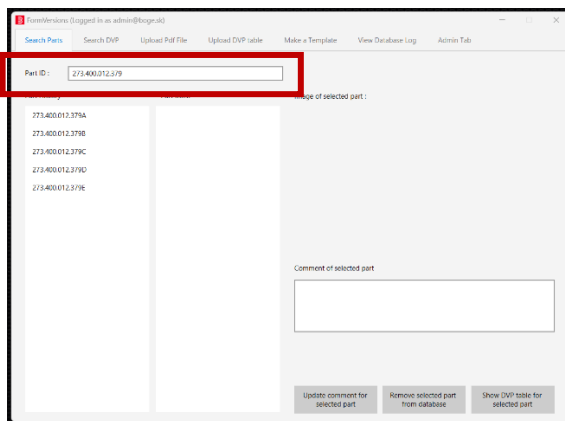 FormVersions (Logged in as admin@boge.sk)
Search Parts Search DVP Upload Pdf File Upload DVP table Make a Template View Database Log Admin Tab
Part ID : 273.400.012.379
of selected part :
273.400.012.379A
273.400.012.379B
273.400.012.379C
273.400.012.379D
273.400.012.379E
Comment of selected part
Update comment for selected part
Remove selected part from database
Show DVP table for selected part